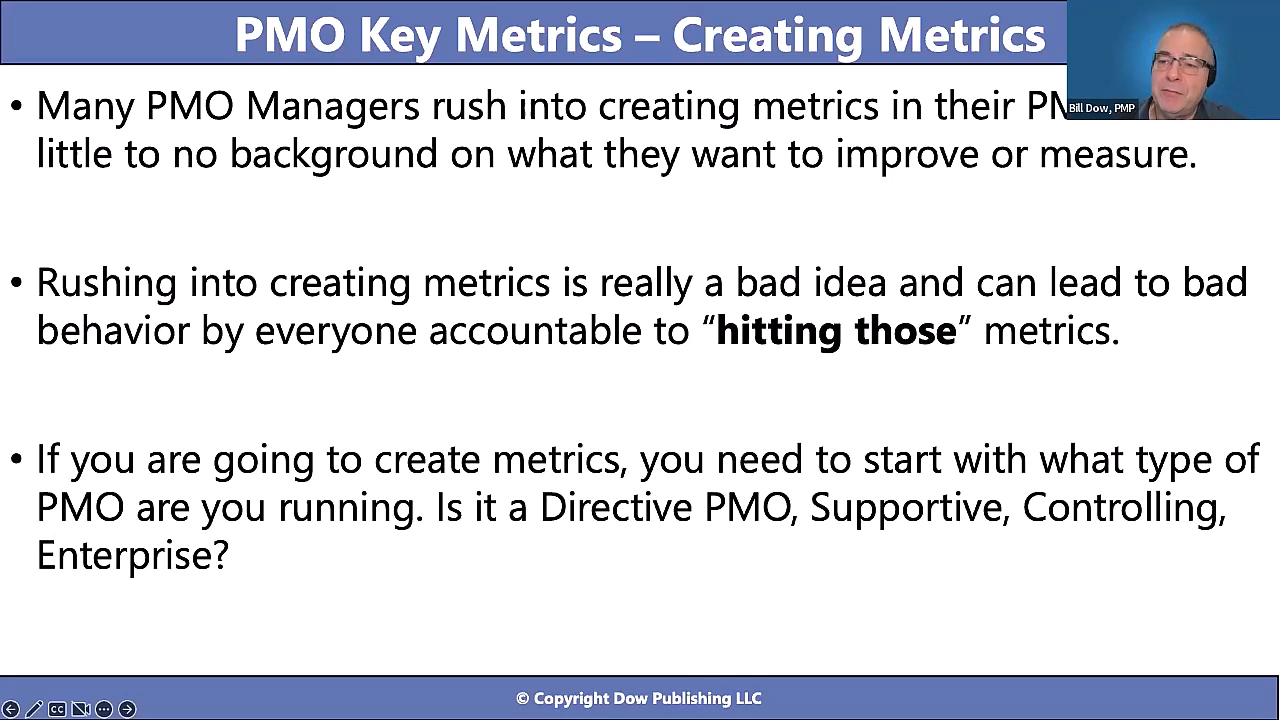 PMO Key Metrics – Creating Metrics
• Many PMO Managers rush into creating metrics in their
little to no background on what they want to improve or measure.
• Rushing into creating metrics is really a bad idea and can lead to bad
behavior by everyone accountable to “hitting those” metrics.
• If you are going to create metrics, you need to start with what type of
PMO are you running. Is it a Directive PMO, Supportive, Controlling,
Enterprise?
Bill Dow, PMP
© Copyright Dow Publishing LLC
CC